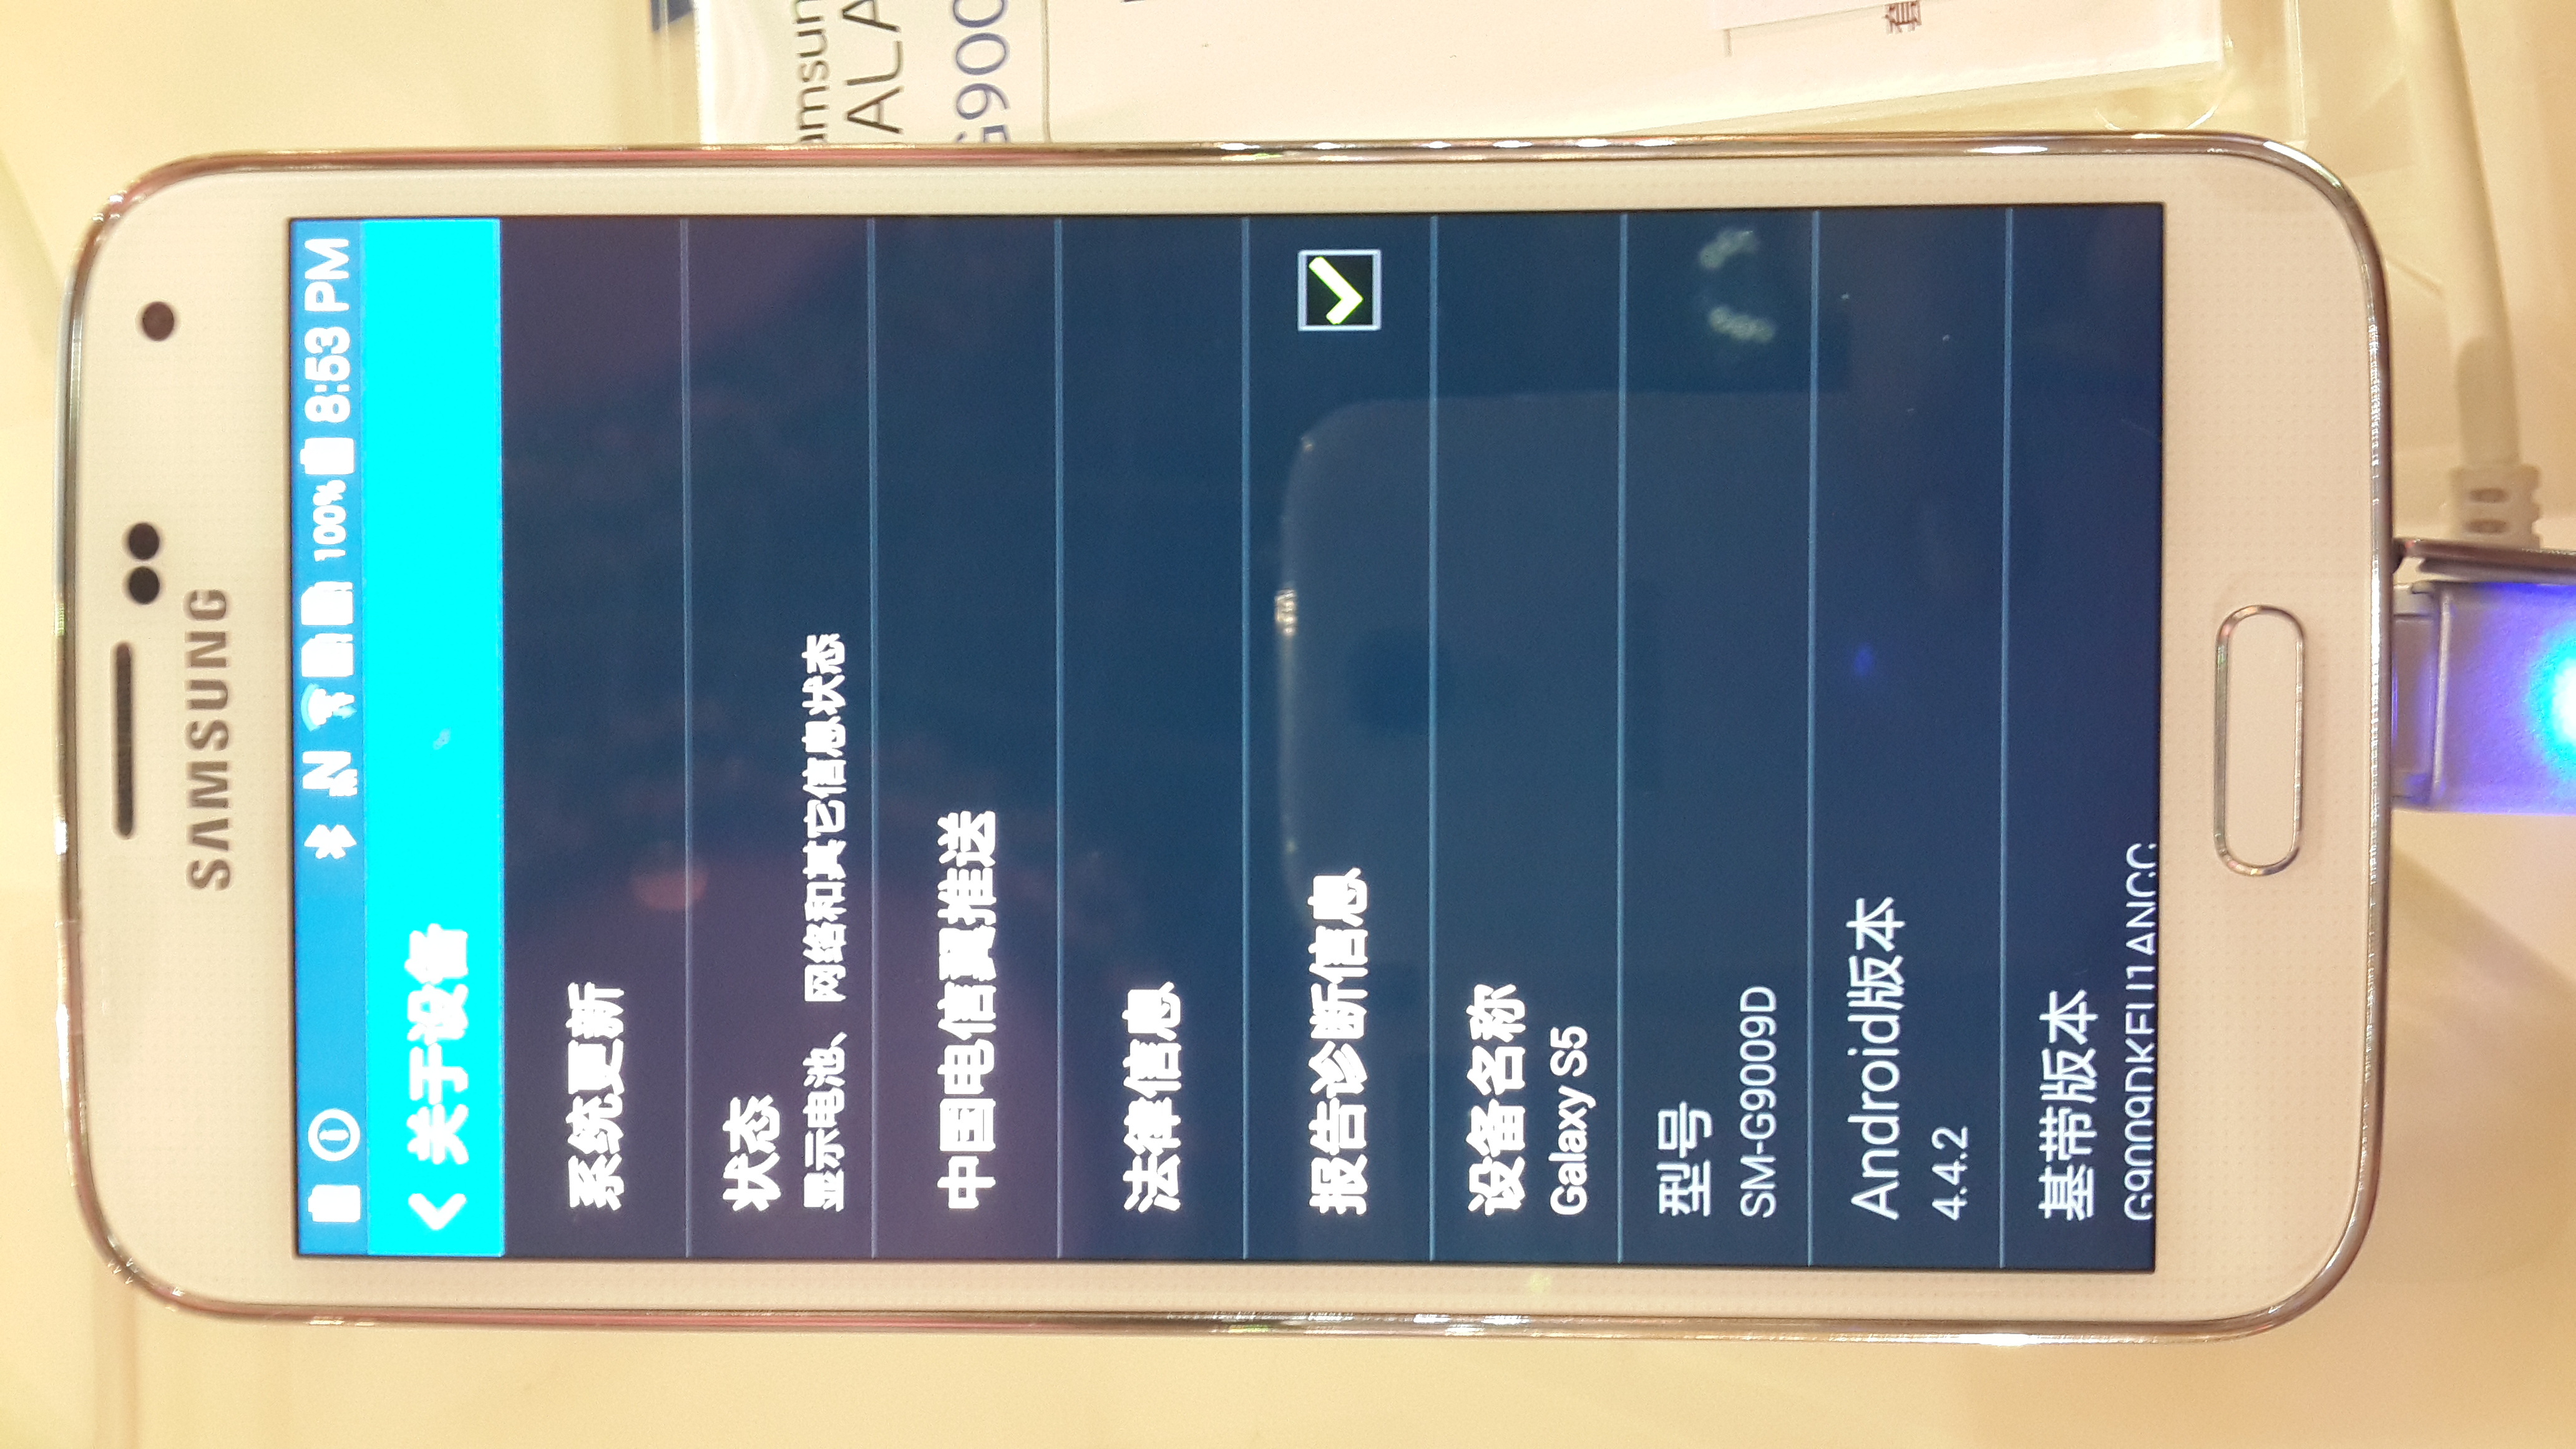 SAMSUNG
100% 8:53 PM
关于设备
系统更新
状态
显示电池、网络和其它信息状态
中国电信翼推送
法律信息
报告诊断信息
设备名称
Galaxy S5
型号
SM-G9009D
Android版本
4.4.2
基带版本
G9009DKEU1ANCC
amsun
ALA
G900
套